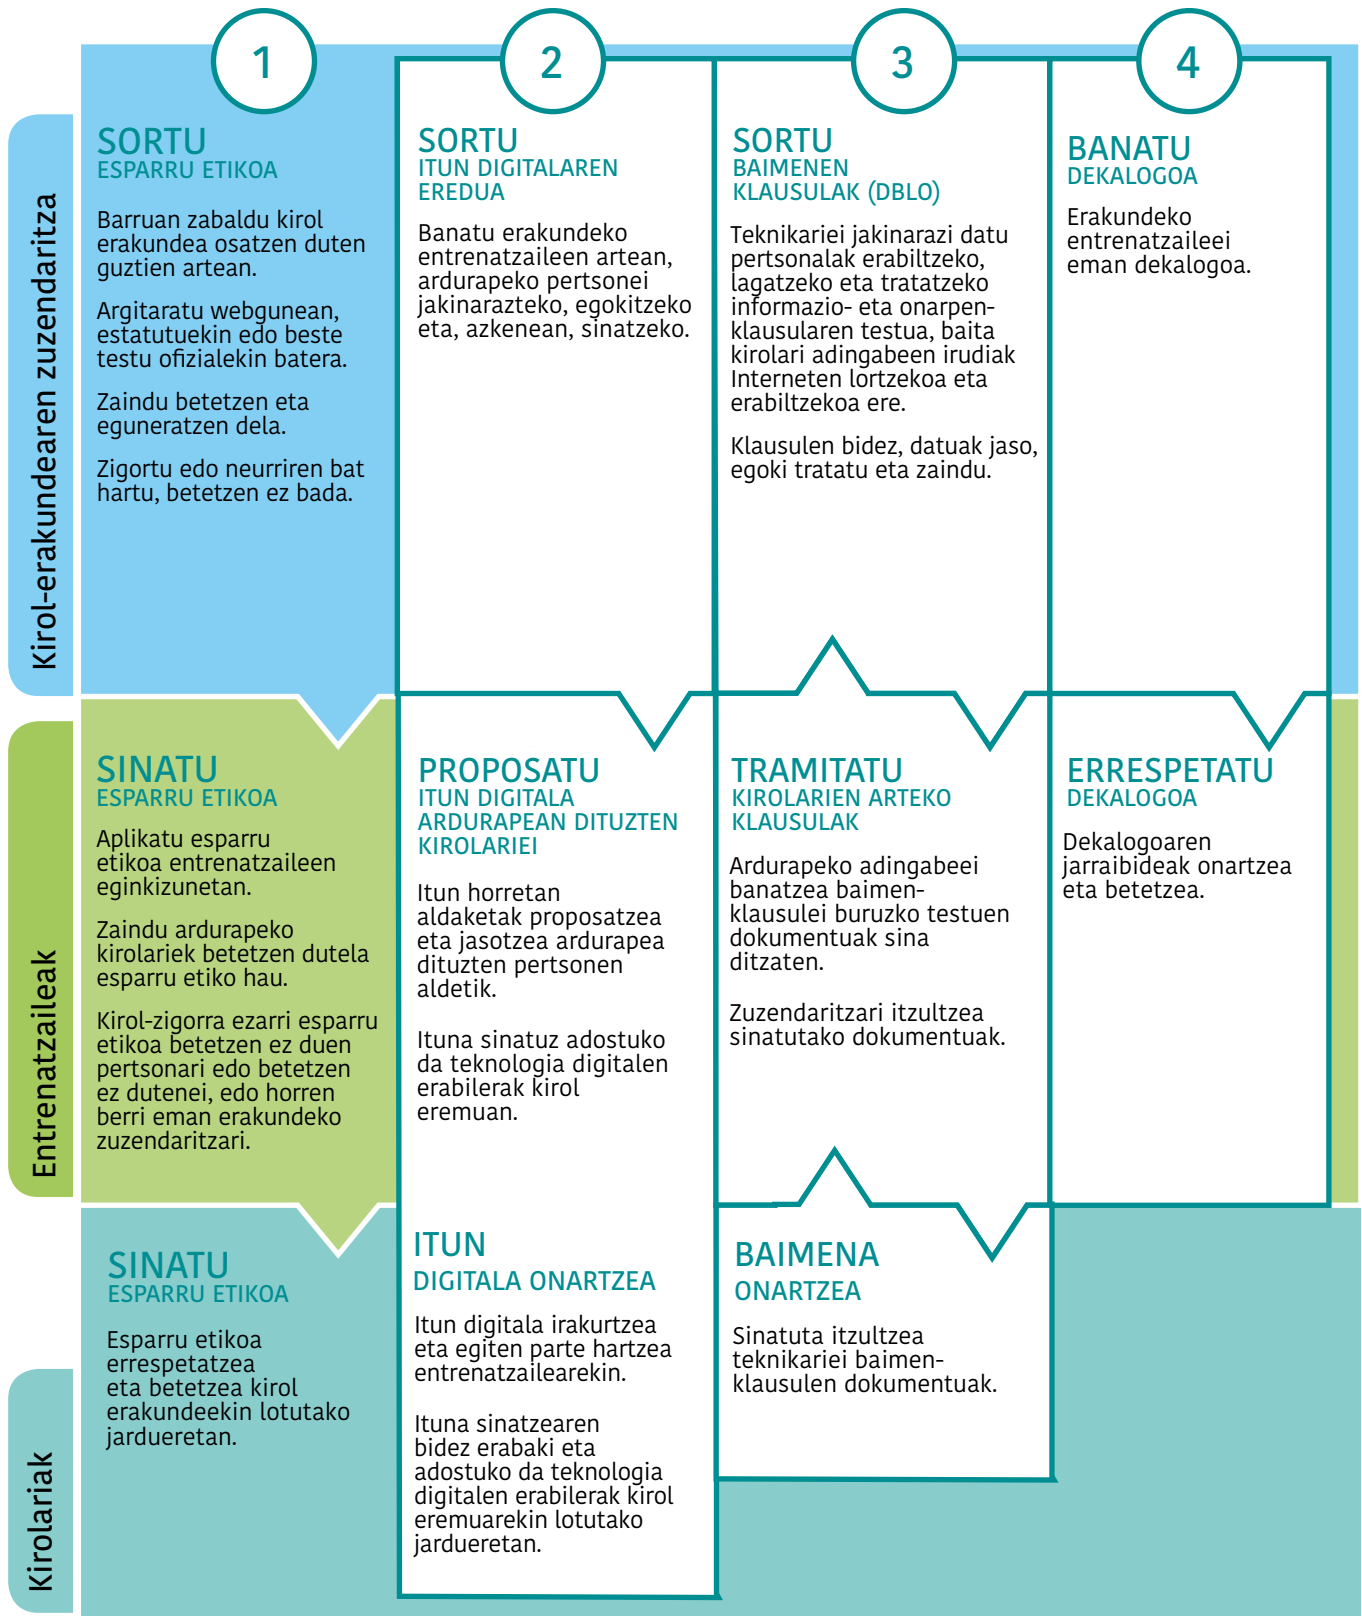 1
2
3
4
Kirol-erakundearen zuzendaritza
SORTU
ESPARRU ETIKOA
Barruan zabaldu kirol
erakundea osatzen duten
guztien artean.
Argitaratu webgunean,
estatutuekin edo beste
testu ofizialekin batera.
Zaindu betetzen eta
eguneratzen dela.
Zigortu edo neurriren bat
hartu, betetzen ez bada.
SORTU
ITUN DIGITALAREN
EREDUA
Banatu erakundeko
entrenatzaileen artean,
ardurapeko pertsonei
jakinarazteko, egokitzeko
eta, azkenean, sinatzeko.
SORTU
BAIMENEN
KLAUSULAK (DBLO)
Teknikariei jakinarazi datu
pertsonalak erabiltzeko,
lagatzeko eta tratatzeko
informazio- eta onarpen-
klausularen testua, baita
kirolari adingabeen irudiak
Interneten lortzekoa eta
erabiltzekoa ere.
Klausulen bidez, datuak jaso,
egoki tratatu eta zaindu.
BANATU
DEKALOGOA
Erakundeko
entrenatzaileei
eman dekalogoa.
Entrenatzaileak
SINATU
ESPARRU ETIKOA
Aplikatu esparru
etikoa entrenatzaileen
eginkizunetan.
Zaindu ardurapeko
kirolariek betetzen dutela
esparru etiko hau.
Kirol-zigorra ezarri esparru
etikoa betetzen ez duen
pertsonari edo betetzen
ez dutenei, edo horren
berri eman erakundeko
zuzendaritzari.
PROPOSATU
ITUN DIGITALA
ARDURAPEAN DITUZTEN
KIROLARIEI
Itun horretan
aldaketak proposatzea
eta jasotzea ardurapea
dituzten pertsonen
aldetik.
Ituna sinatuz adostuko
da teknologia digitalen
erabilerak kirol
eremuan.
TRAMITATU
KIROLARIEN ARTEKO
KLAUSULAK
Ardurapeko adingabeei
banatzea baimen-
klausulei buruzko testuen
dokumentuak sina
ditzaten.
Zuzendaritzari itzultzea
sinatutako dokumentuak.
ERRESPETATU
DEKALOGOA
Dekalogoaren
jarraibideak onartzea
eta betetzea.
Kirolariak
SINATU
ESPARRU ETIKOA
Esparru etikoa
errespetatzea
eta betetzea kirol
erakundeekin lotutako
jardueretan.
ITUN
DIGITALA ONARTZEA
Itun digitala irakurtzea
eta egiten parte hartzea
entrenatzailearekin.
Ituna sinatzearen
bidez erabaki eta
adostuko da teknologia
digitalen erabilerak kirol
eremuarekin lotutako
jardueretan.
BAIMENA
ONARTZEA
Sinatuta itzultzea
teknikariei baimen-
klausulen dokumentuak.